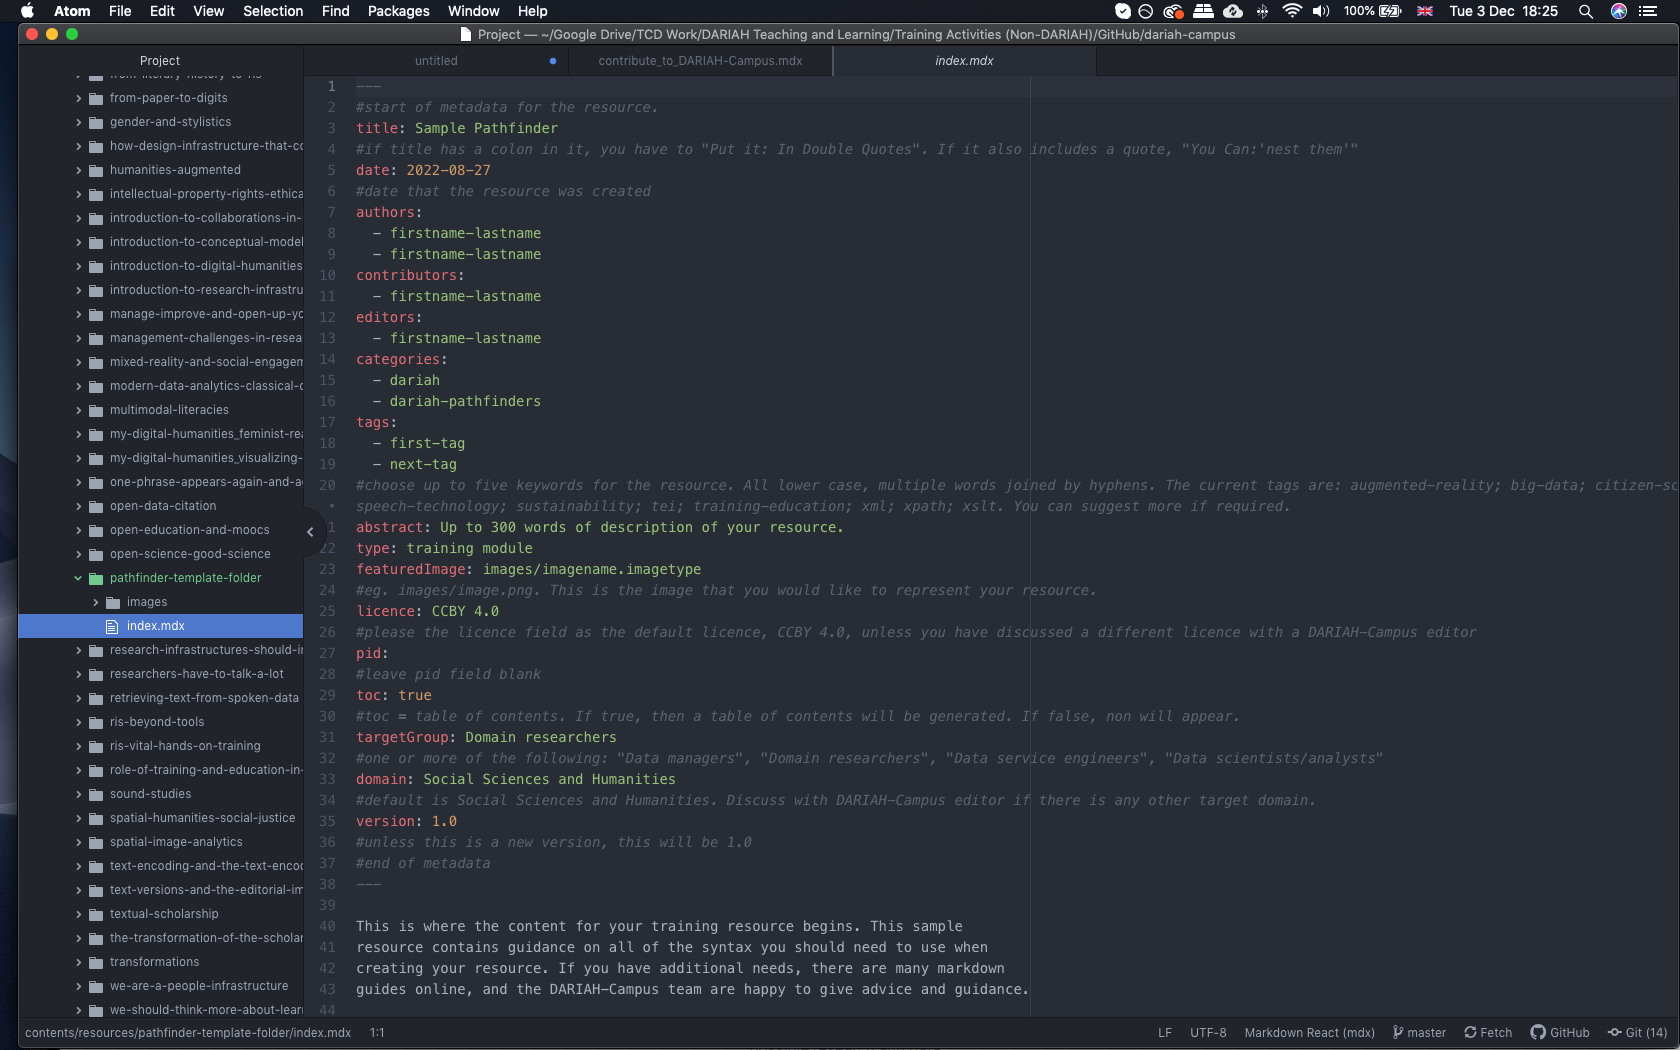 Atom File Edit View Selection Find Packages Window Help 100% Tue 3 Dec 18:25
Project — ~/Google Drive/TCD Work/DARIAH Teaching and Learning/Training Activities (Non-DARIAH)/GitHub/dariah-campus
Project
untitled contribute_to_DARIAH-Campus.mdx index.mdx
from-literary-history-to-ris
from-paper-to-digits
gender-and-stylistics
how-design-infrastructure-that-co
humanities-augmented
intellectual-property-rights-ethica
introduction-to-collaborations-in-
introduction-to-conceptual-model
introduction-to-digital-humanities
introduction-to-research-infrastru
manage-improve-and-open-up-yo
management-challenges-in-resea
mixed-reality-and-social-engagem
modern-data-analytics-classical-c
multimodal-literacies
my-digital-humanities_feminist-rea
my-digital-humanities_visualizing-
one-phrase-appears-again-and-a
open-data-citation
open-education-and-moocs
open-science-good-science
pathfinder-template-folder
images
index.mdx
research-infrastructures-should-i
researchers-have-to-talk-a-lot
retrieving-text-from-spoken-data
ris-beyond-tools
ris-vital-hands-on-training
role-of-training-and-education-in-
sound-studies
spatial-humanities-social-justice
spatial-image-analytics
text-encoding-and-the-text-encod
text-versions-and-the-editorial-im
textual-scholarship
the-transformation-of-the-scholar
transformations
we-are-a-people-infrastructure
we-should-think-more-about-lear
1 ---
2 #start of metadata for the resource.
3 title: Sample Pathfinder
4 #if title has a colon in it, you have to "Put it: In Double Quotes". If it also includes a quote, "You Can:'nest them'"
5 date: 2022-08-27
6 #date that the resource was created
7 authors:
8 - firstname-lastname
9 - firstname-lastname
10 contributors:
11 - firstname-lastname
12 editors:
13 - firstname-lastname
14 categories:
15 - dariah
16 - dariah-pathfinders
17 tags:
18 - first-tag
19 - next-tag
20 #choose up to five keywords for the resource. All lower case, multiple words joined by hyphens. The current tags are: augmented-reality; big-data; citizen-sc
• speech-technology; sustainability; tei; training-education; xml; xpath; xslt. You can suggest more if required.
1 abstract: Up to 300 words of description of your resource.
22 type: training module
23 featuredImage: images/imagename.imagetype
24 #eg. images/image.png. This is the image that you would like to represent your resource.
25 licence: CCBY 4.0
26 #please the licence field as the default licence, CCBY 4.0, unless you have discussed a different licence with a DARIAH-Campus editor
27 pid:
28 #leave pid field blank
29 toc: true
30 #toc = table of contents. If true, then a table of contents will be generated. If false, non will appear.
31 targetGroup: Domain researchers
32 #one or more of the following: "Data managers", "Domain researchers", "Data service engineers", "Data scientists/analysts"
33 domain: Social Sciences and Humanities
34 #default is Social Sciences and Humanities. Discuss with DARIAH-Campus editor if there is any other target domain.
35 version: 1.0
36 #unless this is a new version, this will be 1.0
37 #end of metadata
38 ---
39
40 This is where the content for your training resource begins. This sample
41 resource contains guidance on all of the syntax you should need to use when
42 creating your resource. If you have additional needs, there are many markdown
43 guides online, and the DARIAH-Campus team are happy to give advice and guidance.
44
contents/resources/pathfinder-template-folder/index.mdx 1:1 LF UTF-8 Markdown React (mdx) master Fetch GitHub Git (14)